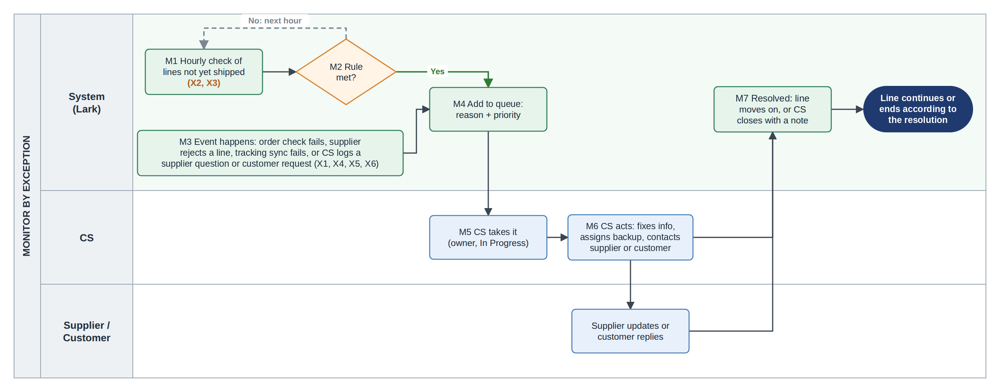 MONITOR BY EXCEPTION
System
(Lark)
No: next hour
M1 Hourly check of
lines not yet shipped
(X2, X3)
M2 Rule
met?
Yes
M3 Event happens: order check fails, supplier
rejects a line, tracking sync fails, or CS logs a
supplier question or customer request (X1, X4, X5, X6)
M4 Add to queue:
reason + priority
M7 Resolved: line
moves on, or CS
closes with a note
Line continues or
ends according to
the resolution
CS
M5 CS takes it
(owner, In Progress)
M6 CS acts: fixes info,
assigns backup, contacts
supplier or customer
Supplier /
Customer
Supplier updates or
customer replies